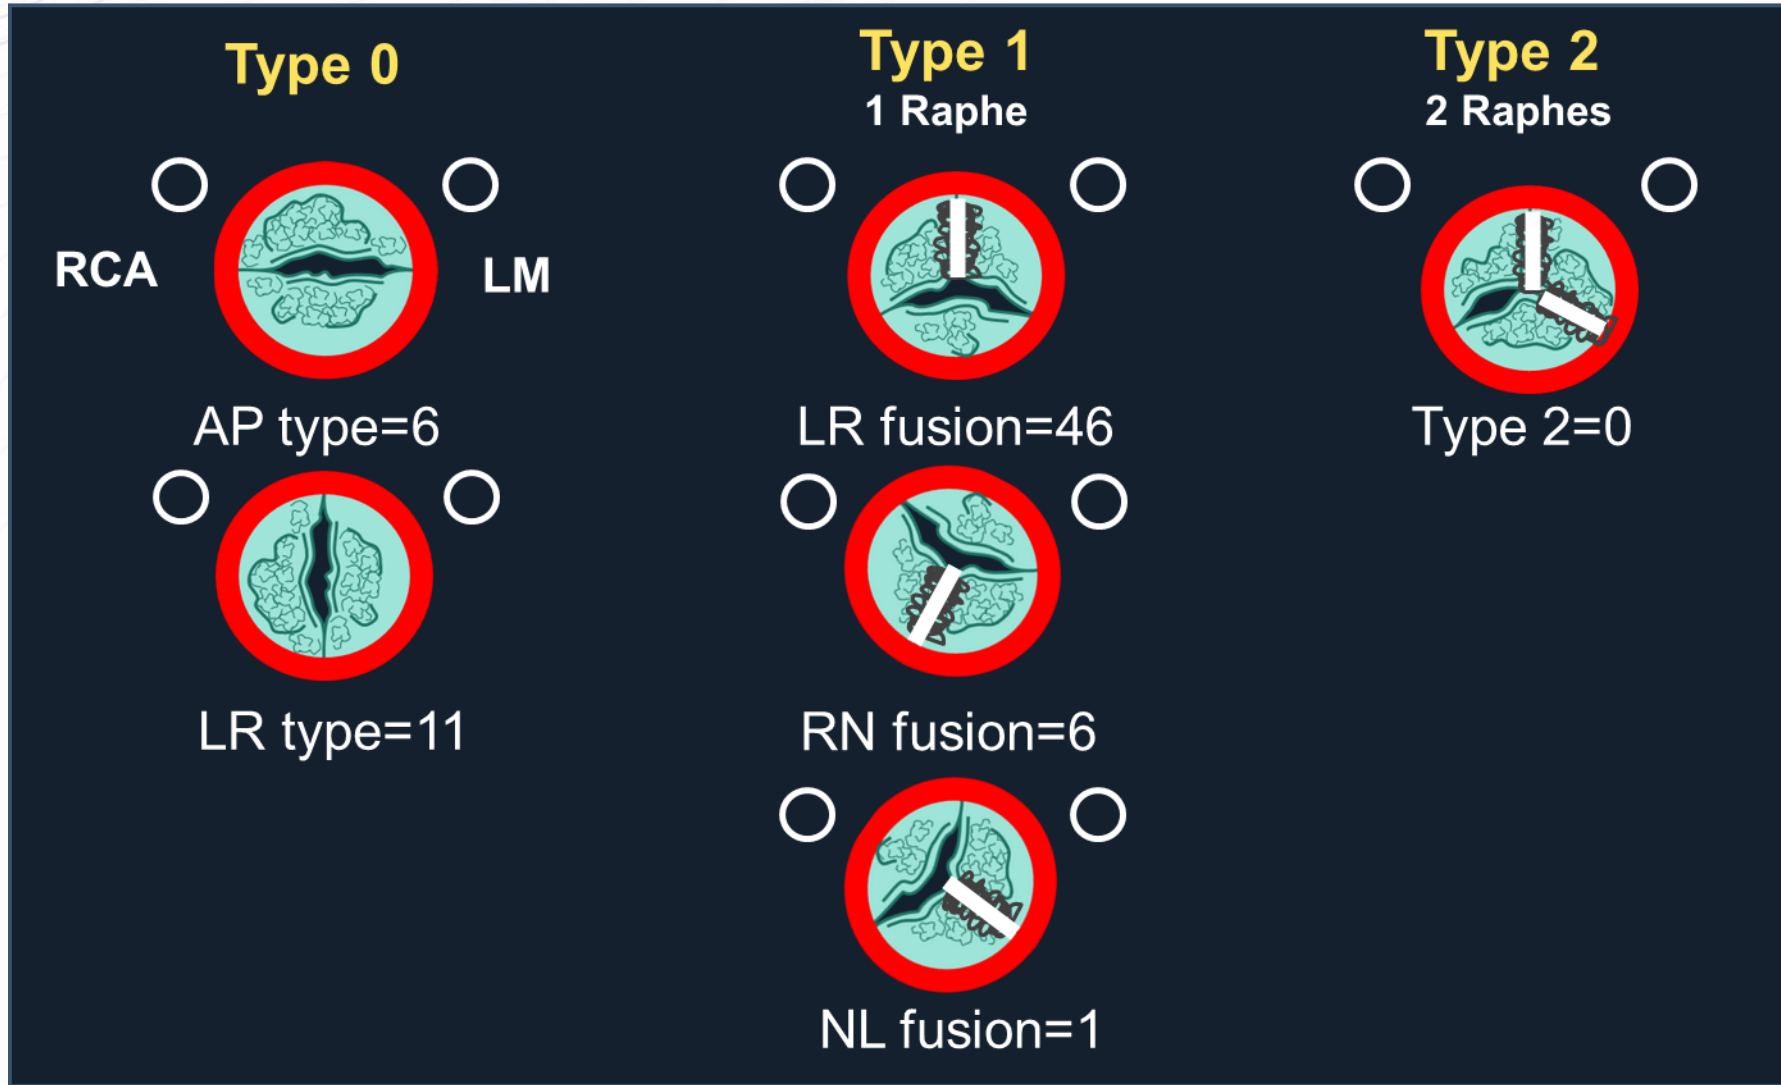 Type 0
RCA
LM
AP type=6
LR type=11
Type 1
1 Raphe
LR fusion=46
RN fusion=6
NL fusion=1
Type 2
2 Raphes
Type 2=0